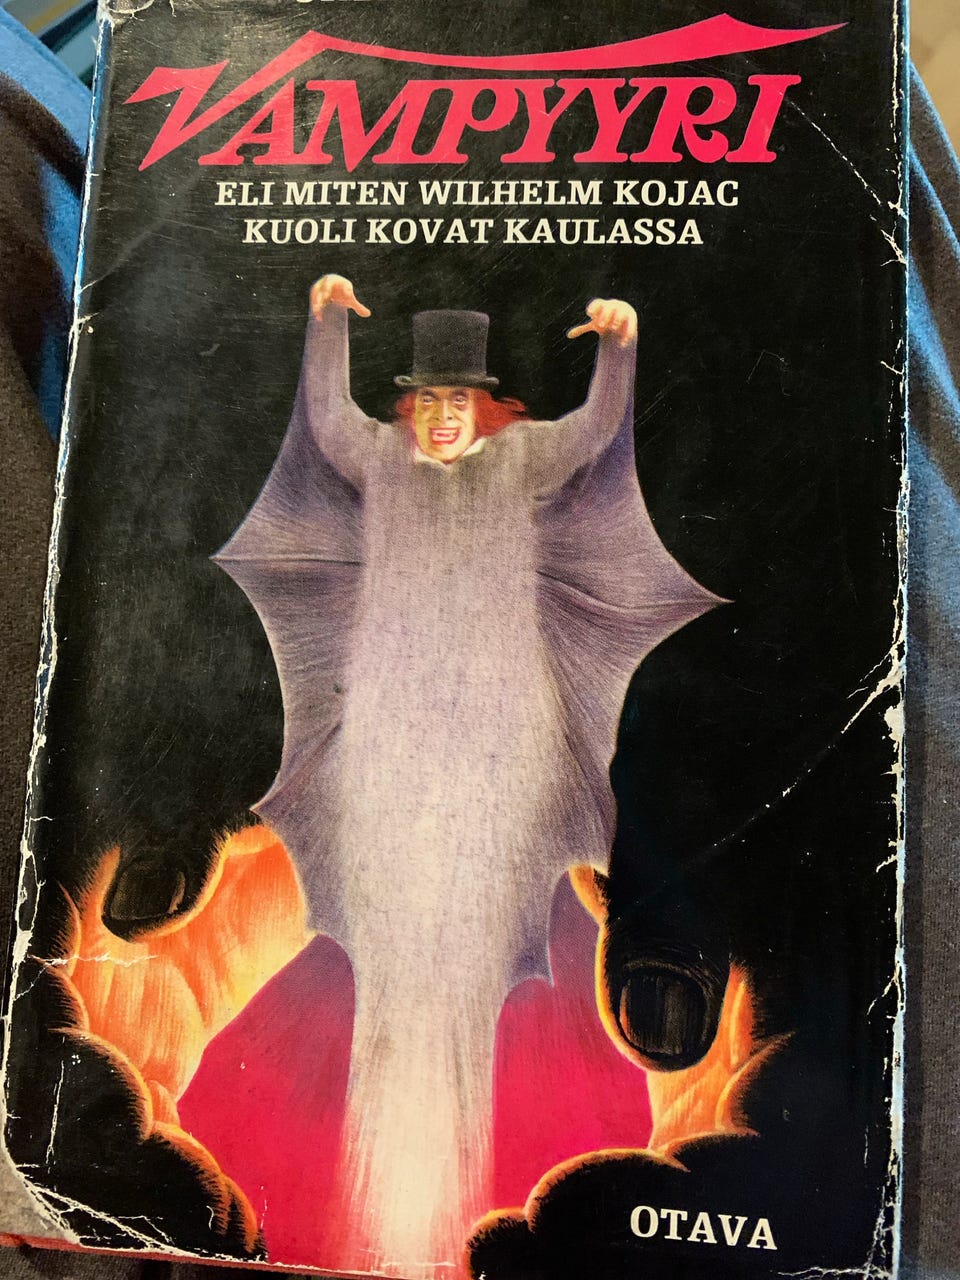 VAMPYYRI
ELI MITEN WILHELM KOJAC
KUOLI KOVAT KAULASSA
OTAVA